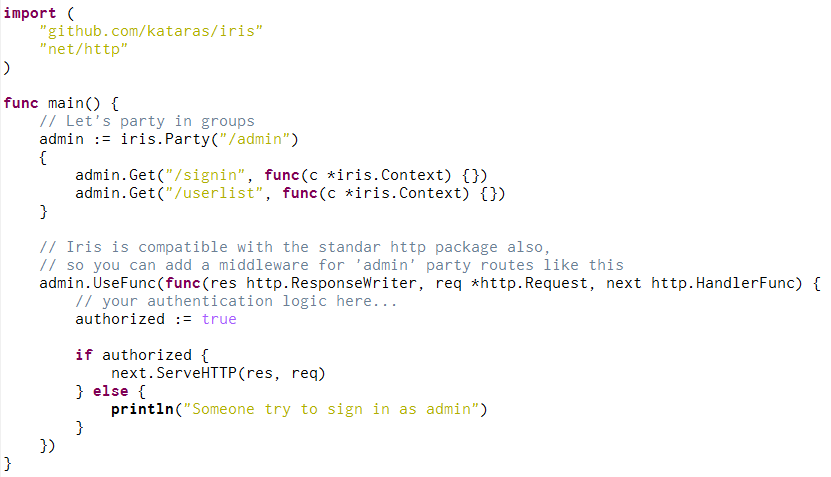 import (
    "github.com/kataras/iris"
    "net/http"
)

func main() {
    // Let's party in groups
    admin := iris.Party("/admin")
    {
        admin.Get("/signin", func(c *iris.Context) {})
        admin.Get("/userlist", func(c *iris.Context) {})
    }

    // Iris is compatible with the standar http package also,
    // so you can add a middleware for 'admin' party routes like this
    admin.UseFunc(func(res http.ResponseWriter, req *http.Request, next http.HandlerFunc) {
        // your authentication logic here...
        authorized := true

        if authorized {
            next.ServeHTTP(res, req)
        } else {
            println("Someone try to sign in as admin")
        }
    })
}